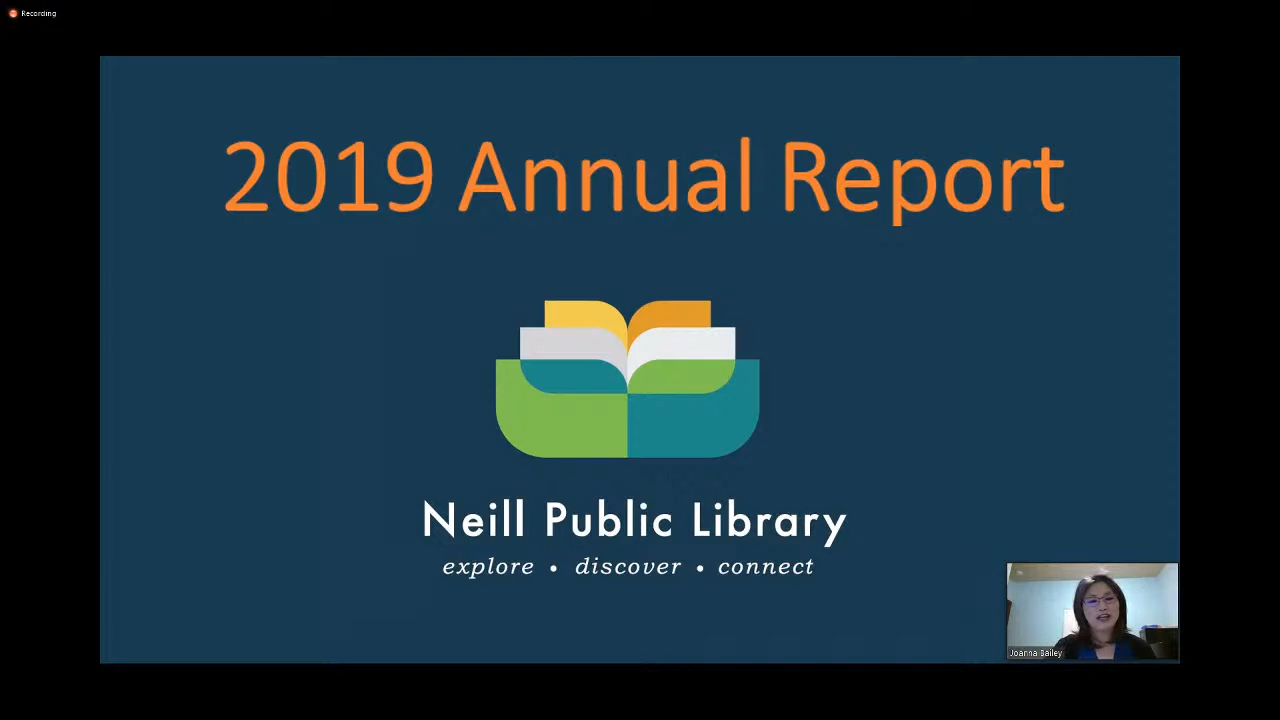 Recording
2019 Annual Report
Neill Public Library
explore • discover • connect
Joanna Bailey